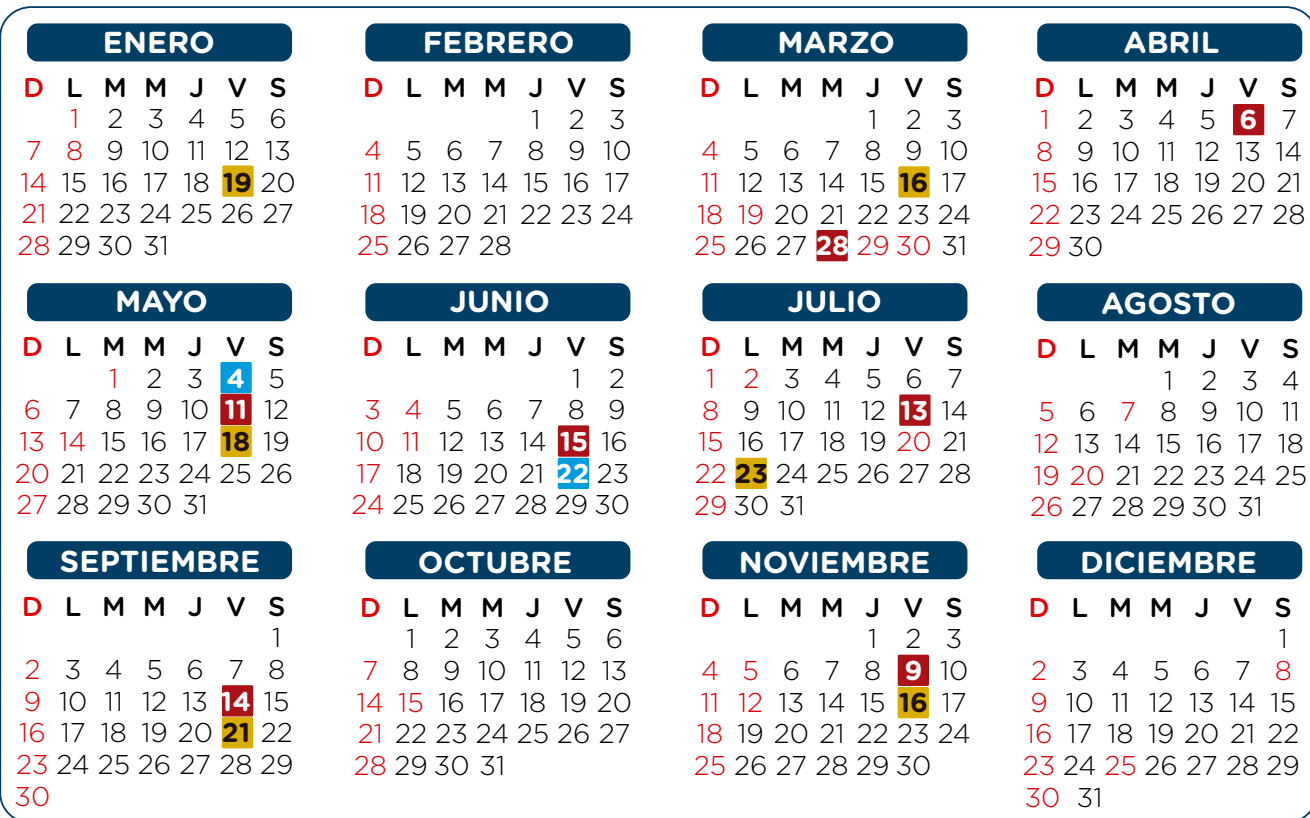 ENERO
D L M M J V S
1 2 3 4 5 6
7 8 9 10 11 12 13
14 15 16 17 18 19 20
21 22 23 24 25 26 27
28 29 30 31
FEBRERO
D L M M J V S
1 2 3
4 5 6 7 8 9 10
11 12 13 14 15 16 17
18 19 20 21 22 23 24
25 26 27 28
MARZO
D L M M J V S
1 2 3
4 5 6 7 8 9 10
11 12 13 14 15 16 17
18 19 20 21 22 23 24
25 26 27 28 29 30 31
ABRIL
D L M M J V S
1 2 3 4 5 6 7
8 9 10 11 12 13 14
15 16 17 18 19 20 21
22 23 24 25 26 27 28
29 30
MAYO
D L M M J V S
1 2 3 4 5
6 7 8 9 10 11 12
13 14 15 16 17 18 19
20 21 22 23 24 25 26
27 28 29 30 31
JUNIO
D L M M J V S
1 2
3 4 5 6 7 8 9
10 11 12 13 14 15 16
17 18 19 20 21 22 23
24 25 26 27 28 29 30
JULIO
D L M M J V S
1 2 3 4 5 6 7
8 9 10 11 12 13 14
15 16 17 18 19 20 21
22 23 24 25 26 27 28
29 30 31
AGOSTO
D L M M J V S
1 2 3 4
5 6 7 8 9 10 11
12 13 14 15 16 17 18
19 20 21 22 23 24 25
26 27 28 29 30 31
SEPTIEMBRE
D L M M J V S
1
2 3 4 5 6 7 8
9 10 11 12 13 14 15
16 17 18 19 20 21 22
23 24 25 26 27 28 29
30
OCTUBRE
D L M M J V S
1 2 3 4 5 6
7 8 9 10 11 12 13
14 15 16 17 18 19 20
21 22 23 24 25 26 27
28 29 30 31
NOVIEMBRE
D L M M J V S
1 2 3
4 5 6 7 8 9 10
11 12 13 14 15 16 17
18 19 20 21 22 23 24
25 26 27 28 29 30
DICIEMBRE
D L M M J V S
1
2 3 4 5 6 7 8
9 10 11 12 13 14 15
16 17 18 19 20 21 22
23 24 25 26 27 28 29
30 31